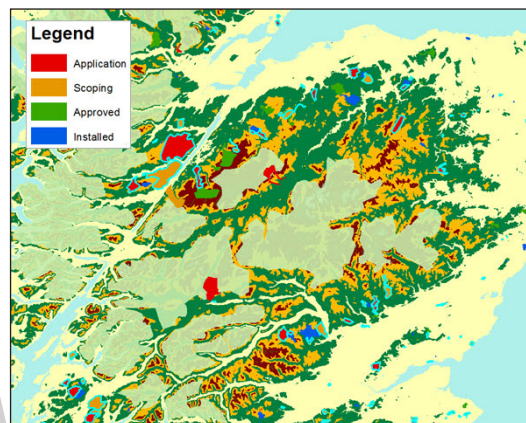 Legend
Application
Scoping
Approved
Installed